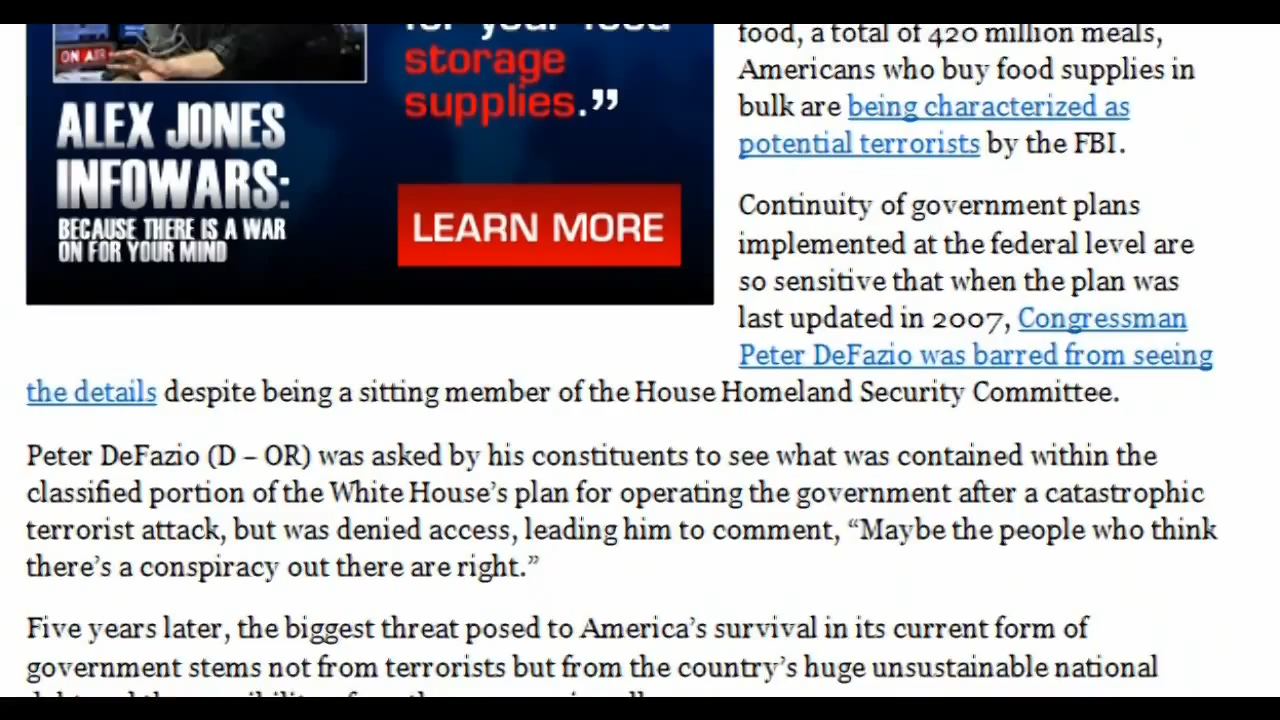 for your food
storage
supplies.”
ON AIR
ALEX JONES
INFOWARS:
BECAUSE THERE IS A WAR
ON FOR YOUR MIND
LEARN MORE
food, a total of 420 million meals,
Americans who buy food supplies in
bulk are being characterized as
potential terrorists by the FBI.
Continuity of government plans
implemented at the federal level are
so sensitive that when the plan was
last updated in 2007, Congressman
Peter DeFazio was barred from seeing
the details despite being a sitting member of the House Homeland Security Committee.
Peter DeFazio (D – OR) was asked by his constituents to see what was contained within the
classified portion of the White House’s plan for operating the government after a catastrophic
terrorist attack, but was denied access, leading him to comment, “Maybe the people who think
there’s a conspiracy out there are right.”
Five years later, the biggest threat posed to America’s survival in its current form of
government stems not from terrorists but from the country’s huge unsustainable national